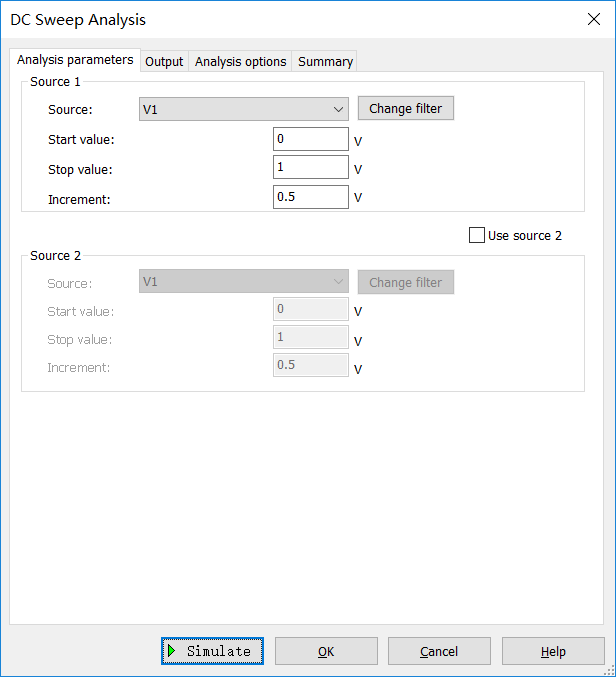 DC Sweep Analysis
Analysis parameters Output Analysis options Summary
Source 1
Source: V1 Change filter
Start value: 0 V
Stop value: 1 V
Increment: 0.5 V
Use source 2
Source 2
Source: V1 Change filter
Start value: 0 V
Stop value: 1 V
Increment: 0.5 V
Simulate OK Cancel Help